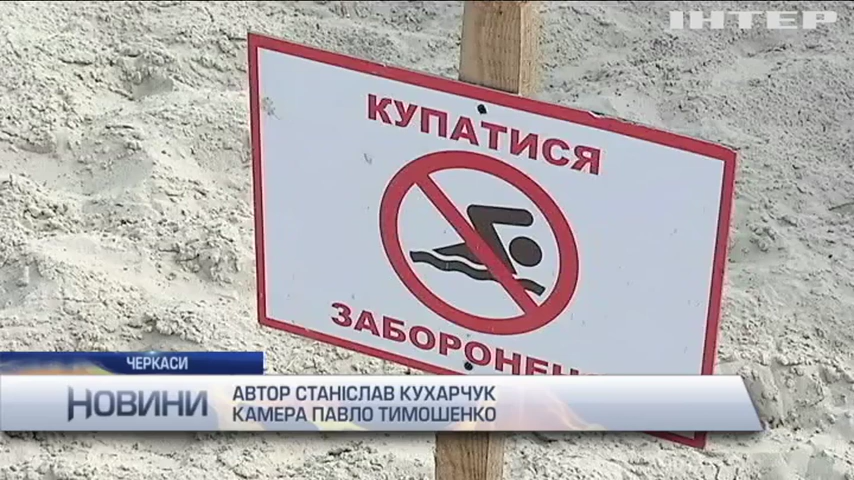 ІНТЕР
КУПАТИСЯ
ЗАБОРОНЕН
ЧЕРКАСИ
НОВИНИ
АВТОР СТАНІСЛАВ КУХАРЧУК
КАМЕРА ПАВЛО ТИМОШЕНКО